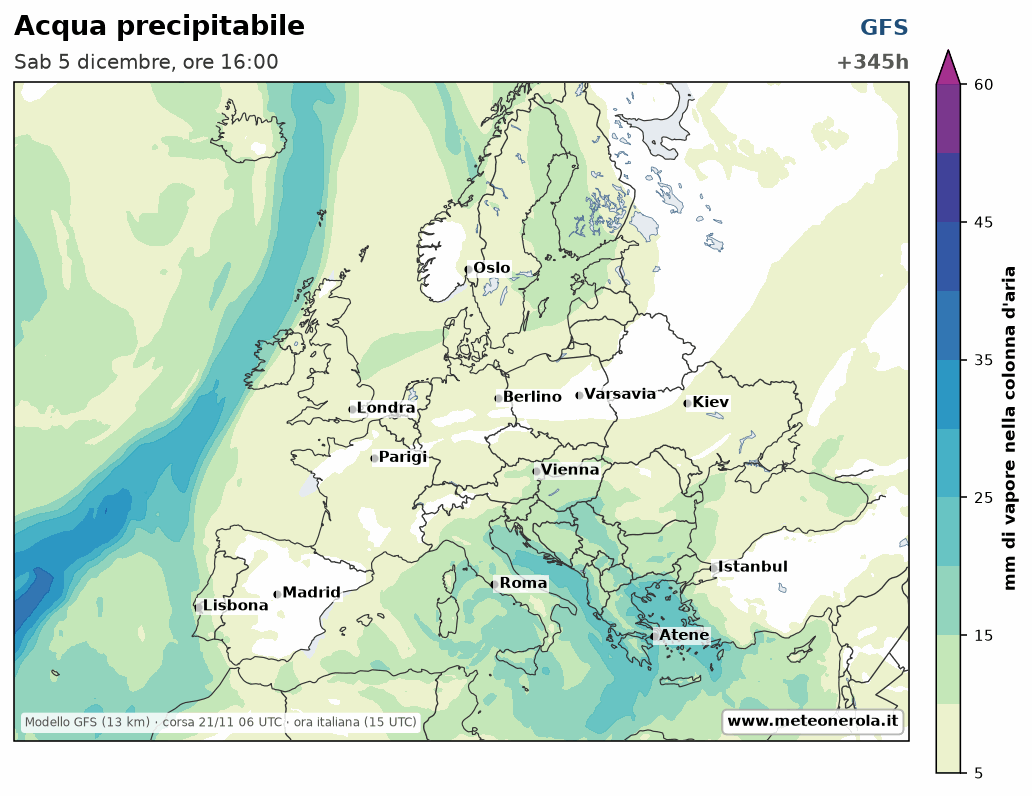 Acqua precipitabile
GFS
Sab 5 dicembre, ore 16:00
+345h
60
45
35
25
15
5
mm di vapore nella colonna d'aria
Oslo
Londra
Berlino
Varsavia
Kiev
Parigi
Vienna
Istanbul
Roma
Madrid
Lisbona
Atene
Modello GFS (13 km) · corsa 21/11 06 UTC · ora italiana (15 UTC)
www.meteonerola.it